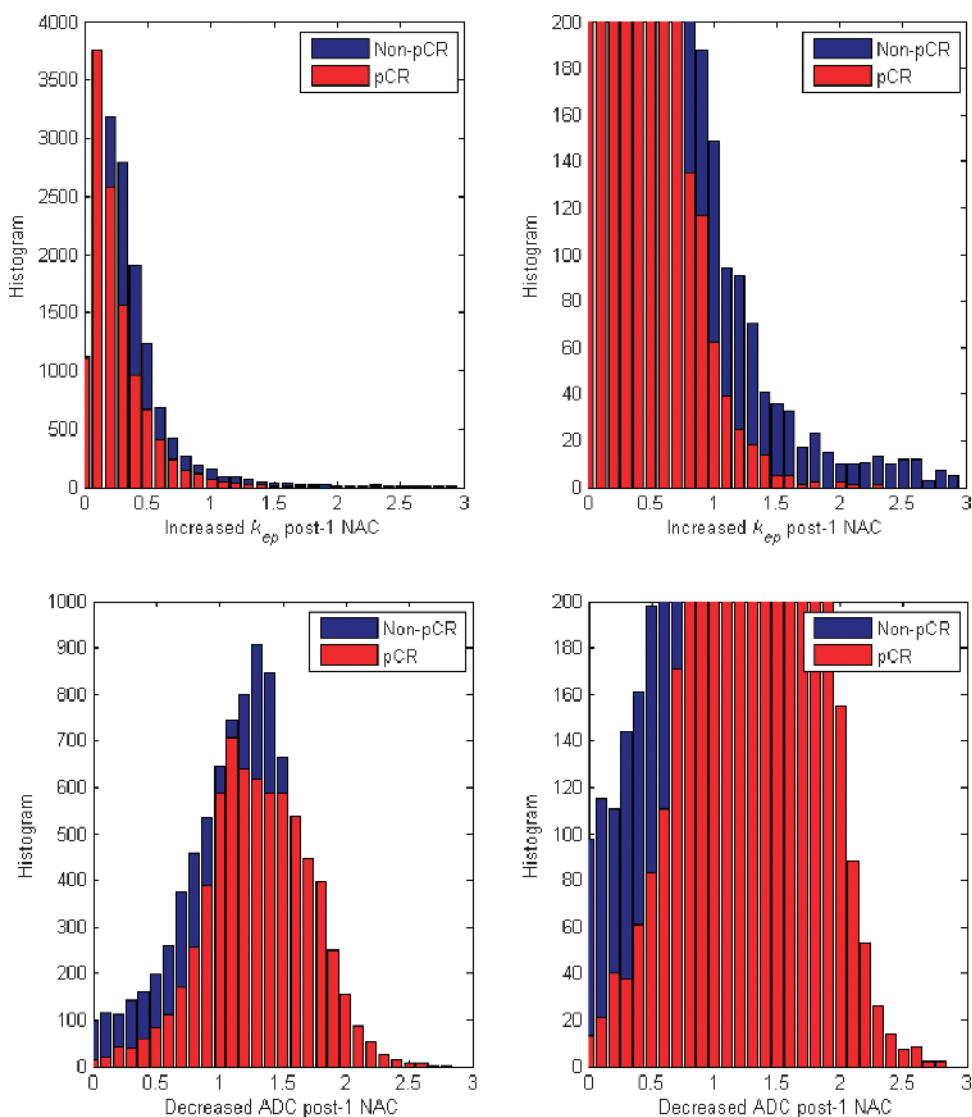 4000
3500
3000
2500
2000
1500
1000
500
0
Histogram
Non-pCR
pCR
0 0.5 1 1.5 2 2.5 3
Increased kep post-1 NAC
200
180
160
140
120
100
80
60
40
20
0
Histogram
Non-pCR
pCR
0 0.5 1 1.5 2 2.5 3
Increased kep post-1 NAC
1000
900
800
700
600
500
400
300
200
100
0
Histogram
Non-pCR
pCR
0 0.5 1 1.5 2 2.5 3
Decreased ADC post-1 NAC
200
180
160
140
120
100
80
60
40
20
0
Histogram
Non-pCR
pCR
0 0.5 1 1.5 2 2.5 3
Decreased ADC post-1 NAC